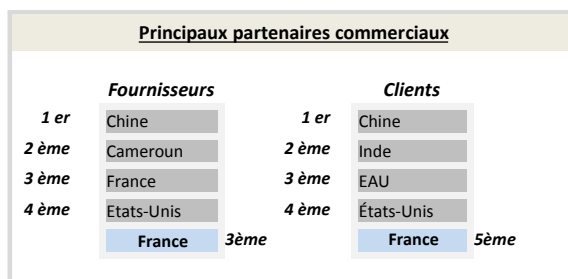 Principaux partenaires commerciaux
Fournisseurs Clients
1 er Chine 1 er Chine
2 ème Cameroun 2 ème Inde
3 ème France 3 ème EAU
4 ème Etats-Unis 4 ème États-Unis
France 3ème France 5ème